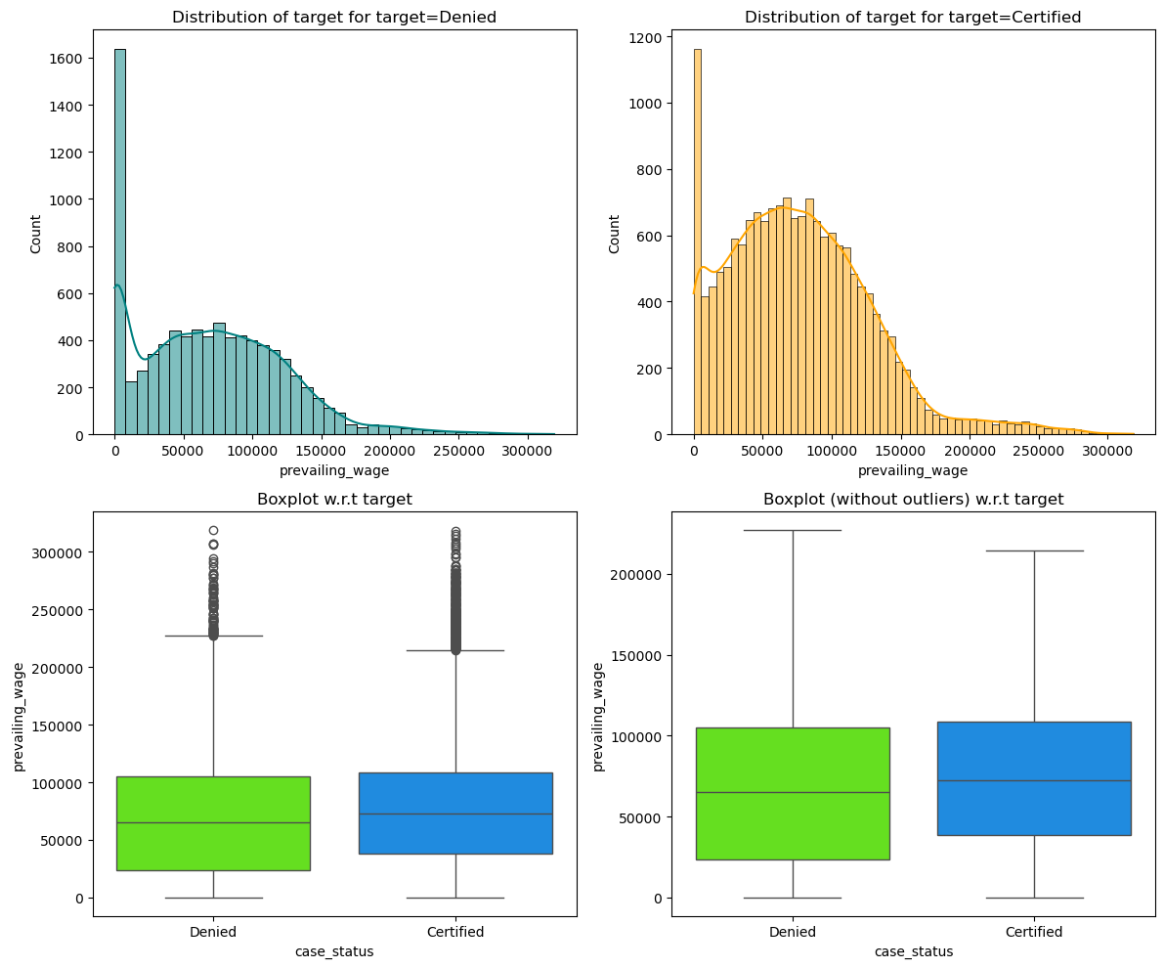 Distribution of target for target=Denied
1600
1400
1200
1000
800
600
400
200
0
Count
0 50000 100000 150000 200000 250000 300000
prevailing_wage
Distribution of target for target=Certified
1200
1000
800
600
400
200
0
Count
0 50000 100000 150000 200000 250000 300000
prevailing_wage
Boxplot w.r.t target
300000
250000
200000
150000
100000
50000
0
prevailing_wage
Denied Certified
case_status
Boxplot (without outliers) w.r.t target
200000
150000
100000
50000
0
prevailing_wage
Denied Certified
case_status